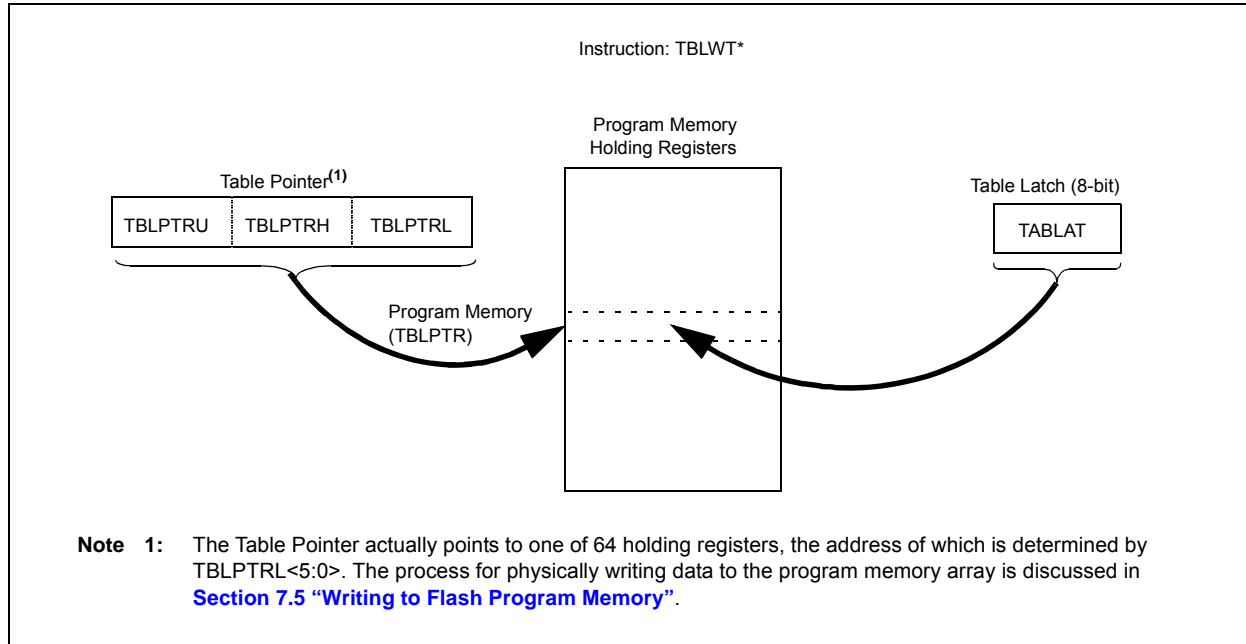 Instruction: TBLWT*
Program Memory
Holding Registers
Table Pointer(1)
Table Latch (8-bit)
TBLPTRU TBLPTRH TBLPTRL
TABLAT
Program Memory
(TBLPTR)
Note 1: The Table Pointer actually points to one of 64 holding registers, the address of which is determined by
TBLPTRL<5:0>. The process for physically writing data to the program memory array is discussed in
Section 7.5 “Writing to Flash Program Memory”.